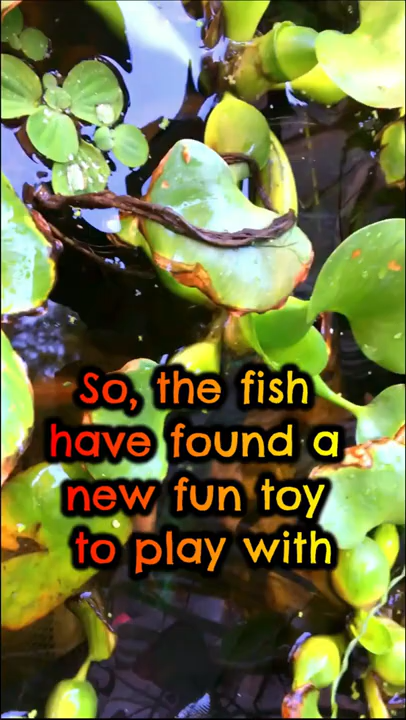 So, the fish
have found a
new fun toy
to play with